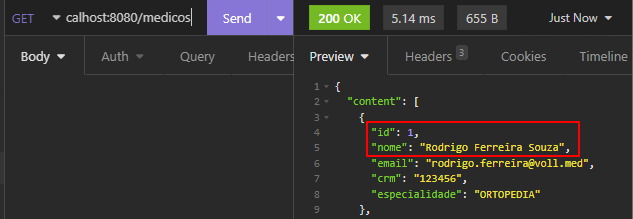 GET calhost:8080/medicos Send 200 OK 5.14 ms 655 B Just Now
Body Auth Query Headers Preview Headers 3 Cookies Timeline
1 {
2 "content": [
3 {
4 "id": 1,
5 "nome": "Rodrigo Ferreira Souza",
6 "email": "rodrigo.ferreira@voll.med",
7 "crm": "123456",
8 "especialidade": "ORTOPEDIA"
9 },